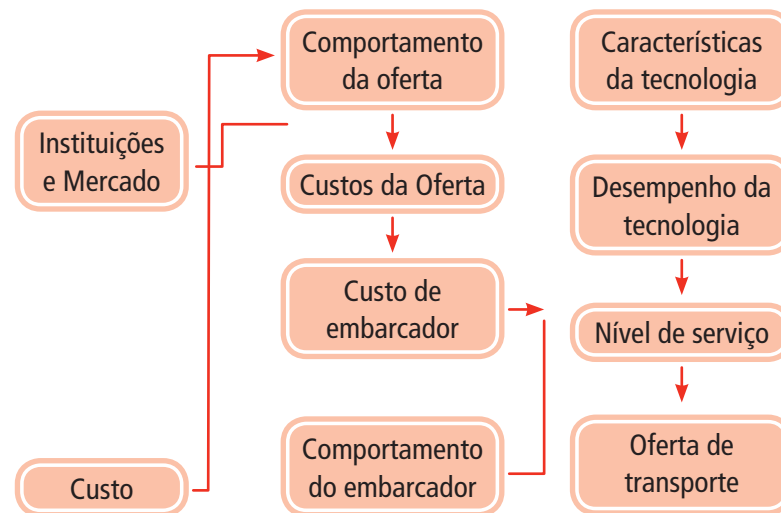 Instituições
e Mercado
Custo
Comportamento
da oferta
Custos da Oferta
Custo de
embarcador
Comportamento
do embarcador
Características
da tecnologia
Desempenho da
tecnologia
Nível de serviço
Oferta de
transporte